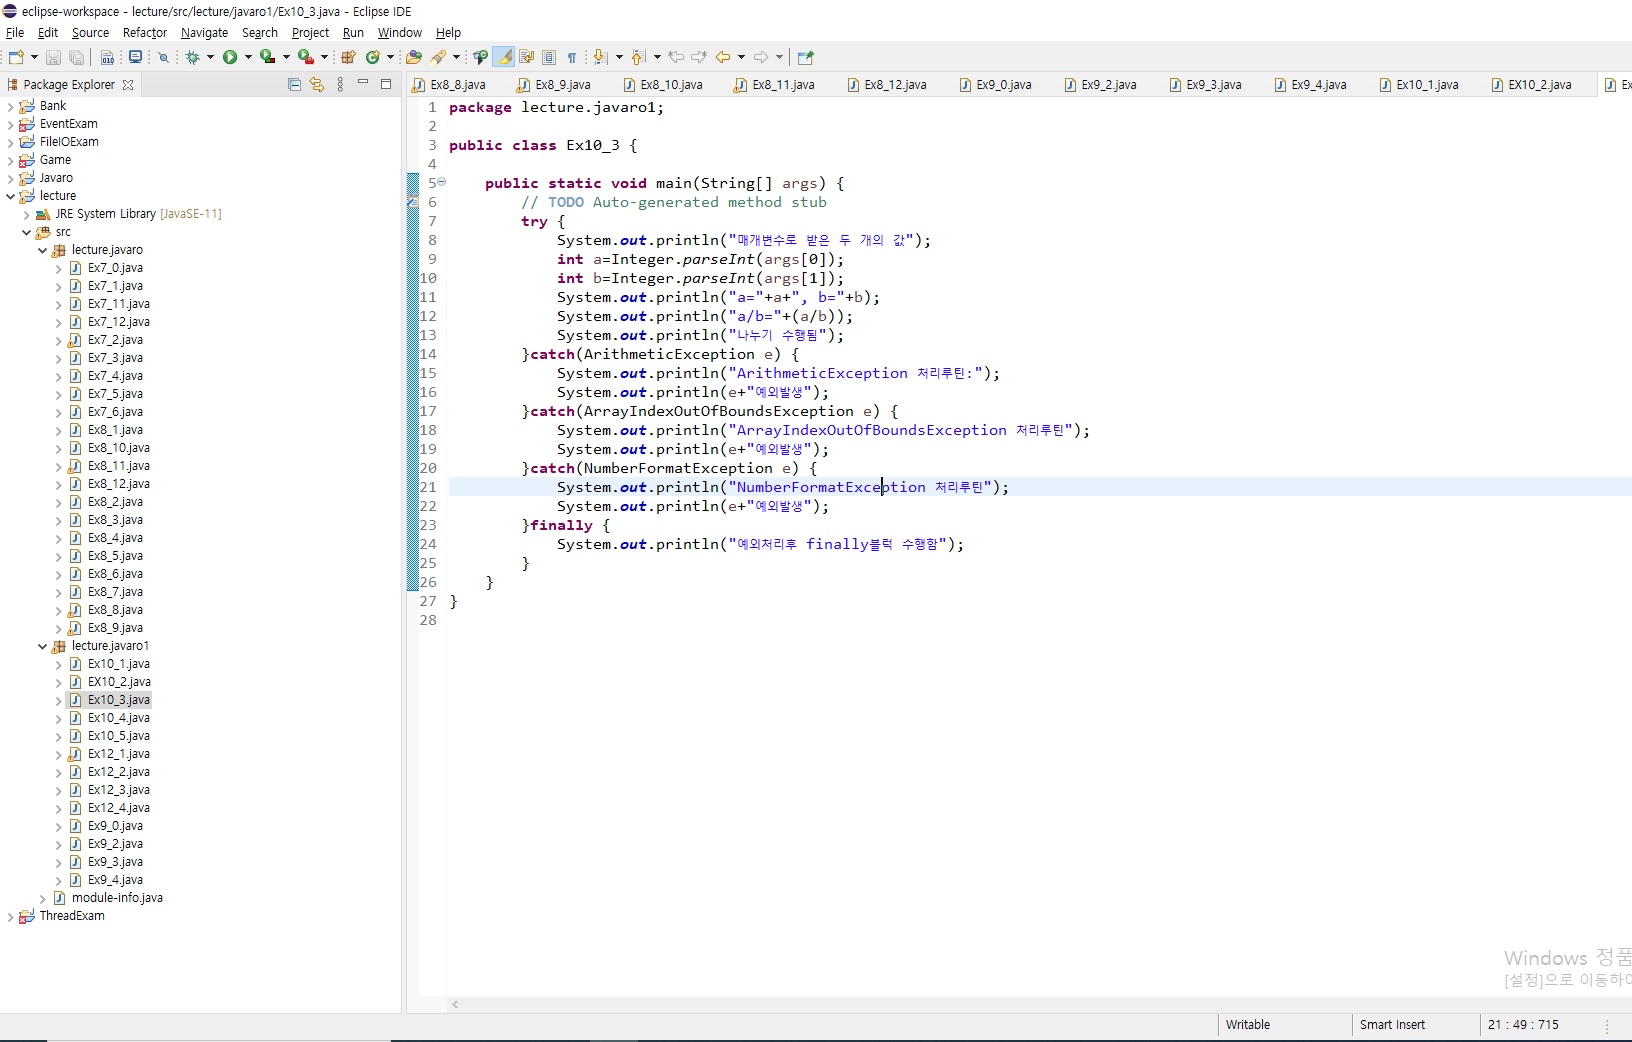 eclipse-workspace - lecture/src/lecture/javaro1/Ex10_3.java - Eclipse IDE
File Edit Source Refactor Navigate Search Project Run Window Help
Package Explorer
Bank
EventExam
FileIOExam
Game
Javaro
lecture
JRE System Library [JavaSE-11]
src
lecture.javaro
Ex7_0.java
Ex7_1.java
Ex7_11.java
Ex7_12.java
Ex7_2.java
Ex7_3.java
Ex7_4.java
Ex7_5.java
Ex7_6.java
Ex8_1.java
Ex8_10.java
Ex8_11.java
Ex8_12.java
Ex8_2.java
Ex8_3.java
Ex8_4.java
Ex8_5.java
Ex8_6.java
Ex8_7.java
Ex8_8.java
Ex8_9.java
lecture.javaro1
Ex10_1.java
EX10_2.java
Ex10_3.java
Ex10_4.java
Ex10_5.java
Ex12_1.java
Ex12_2.java
Ex12_3.java
Ex12_4.java
Ex9_0.java
Ex9_2.java
Ex9_3.java
Ex9_4.java
module-info.java
ThreadExam
Ex8_8.java Ex8_9.java Ex8_10.java Ex8_11.java Ex8_12.java Ex9_0.java Ex9_2.java Ex9_3.java Ex9_4.java Ex10_1.java EX10_2.java Ex
1 package lecture.javaro1;
2
3 public class Ex10_3 {
4
5 public static void main(String[] args) {
6 // TODO Auto-generated method stub
7 try {
8 System.out.println("매개변수로 받은 두 개의 값");
9 int a=Integer.parseInt(args[0]);
10 int b=Integer.parseInt(args[1]);
11 System.out.println("a="+a+", b="+b);
12 System.out.println("a/b="+(a/b));
13 System.out.println("나누기 수행됨");
14 }catch(ArithmeticException e) {
15 System.out.println("ArithmeticException 처리루틴:");
16 System.out.println(e+"예외발생");
17 }catch(ArrayIndexOutOfBoundsException e) {
18 System.out.println("ArrayIndexOutOfBoundsException 처리루틴");
19 System.out.println(e+"예외발생");
20 }catch(NumberFormatException e) {
21 System.out.println("NumberFormatException 처리루틴");
22 System.out.println(e+"예외발생");
23 }finally {
24 System.out.println("예외처리후 finally블럭 수행함");
25 }
26 }
27 }
28
Windows 정품
[설정]으로 이동하여
Writable Smart Insert 21 : 49 : 715